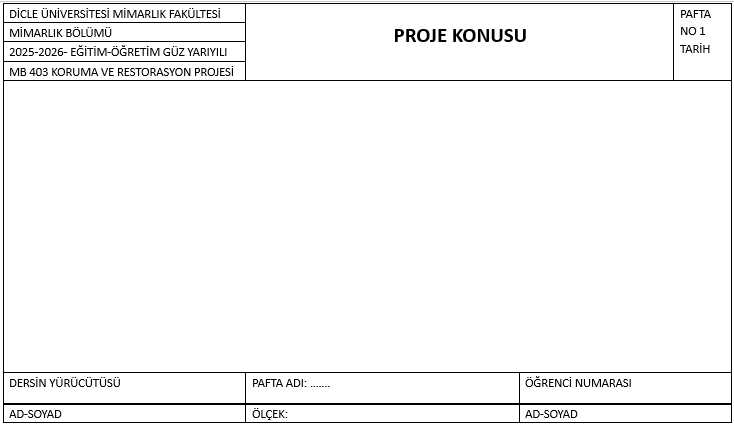 DİCLE ÜNİVERSİTESİ MİMARLIK FAKÜLTESİ
MİMARLIK BÖLÜMÜ
2025-2026- EĞİTİM-ÖĞRETİM GÜZ YARIYILI
MB 403 KORUMA VE RESTORASYON PROJESİ
PROJE KONUSU
PAFTA
NO 1
TARİH
DERSİN YÜRÜCÜTÜSÜ
PAFTA ADI: .......
ÖĞRENCİ NUMARASI
AD-SOYAD
ÖLÇEK:
AD-SOYAD